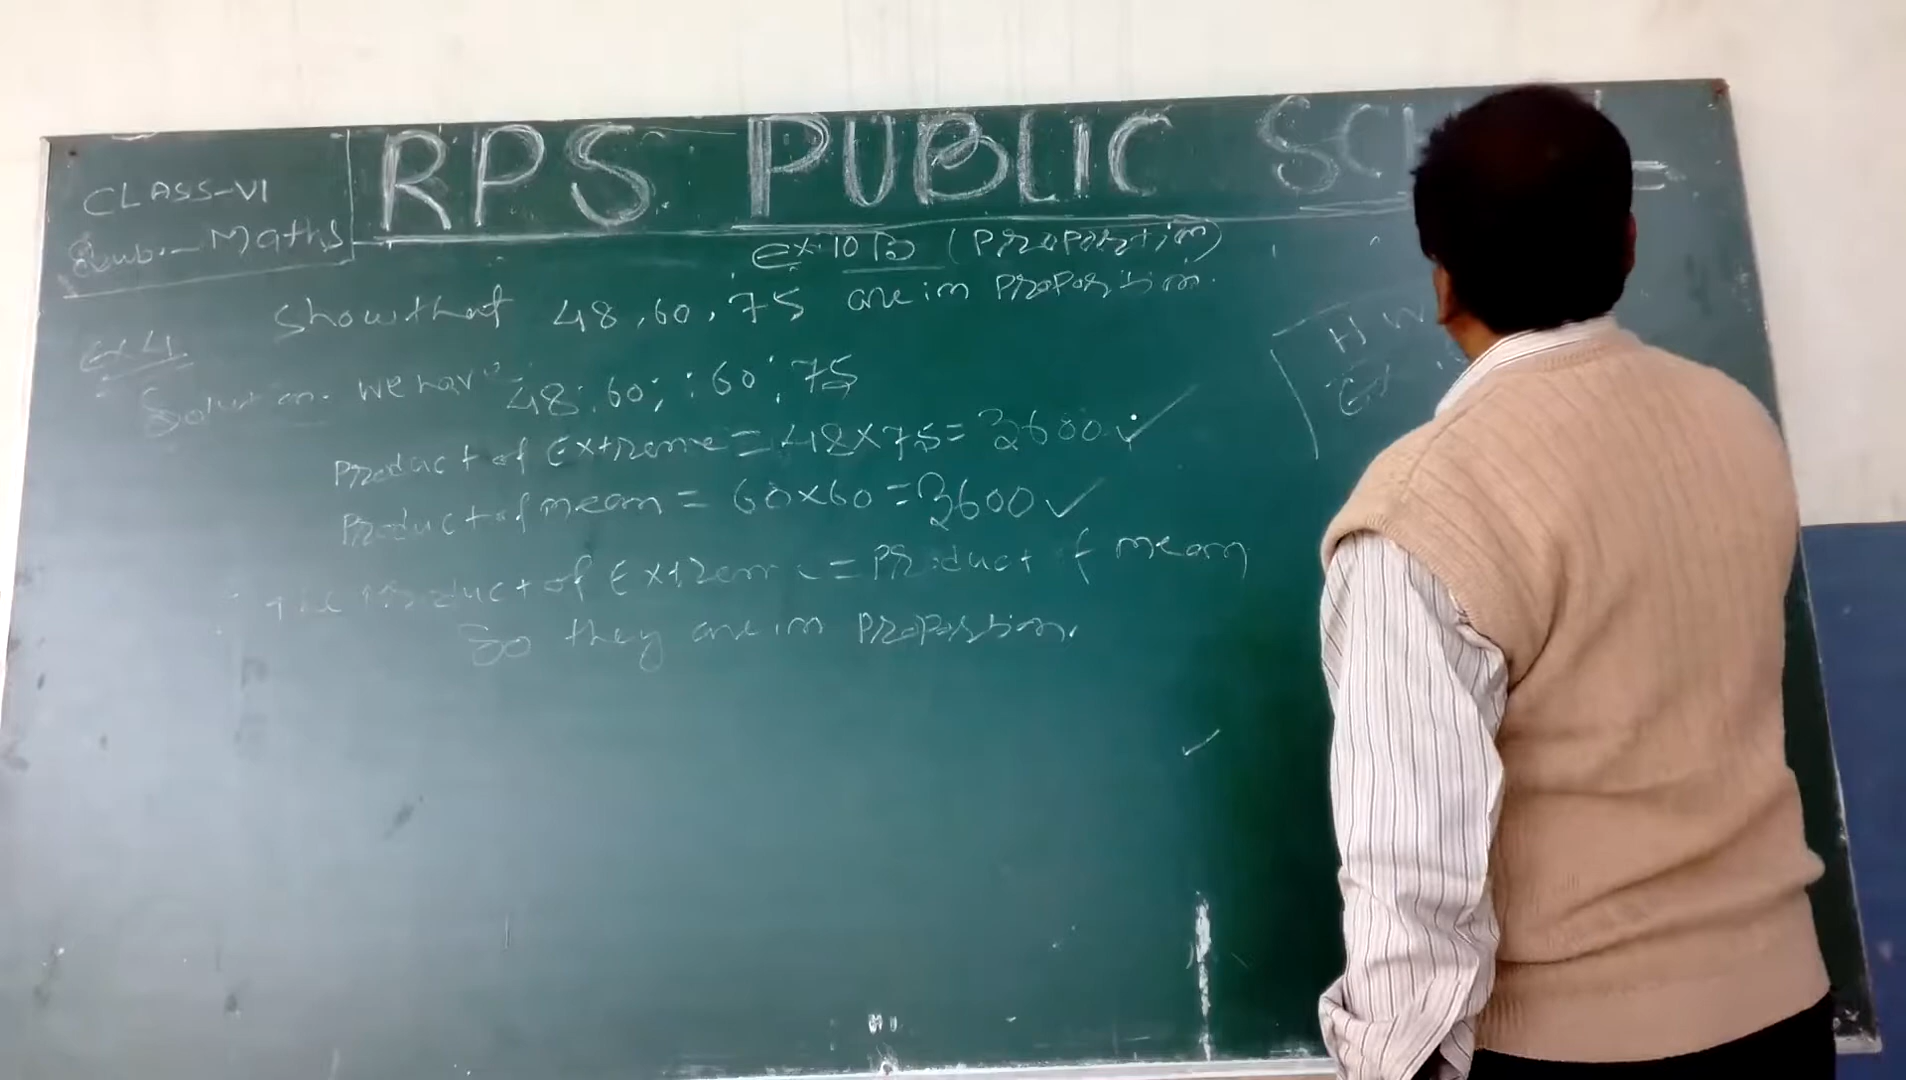 CLASS-VI
Sub:- Maths
RPS PUBLIC
Ex.10 B (Proportion)
Ex 4
Show that 48, 60, 75 are in Proportion.
Solution. We have 48:60::60:75
Product of Extreme = 48×75=3600 ✓
Product of mean = 60×60=3600 ✓
The Product of Extreme = Product of mean
So they are in Proportion.
H W
Ex